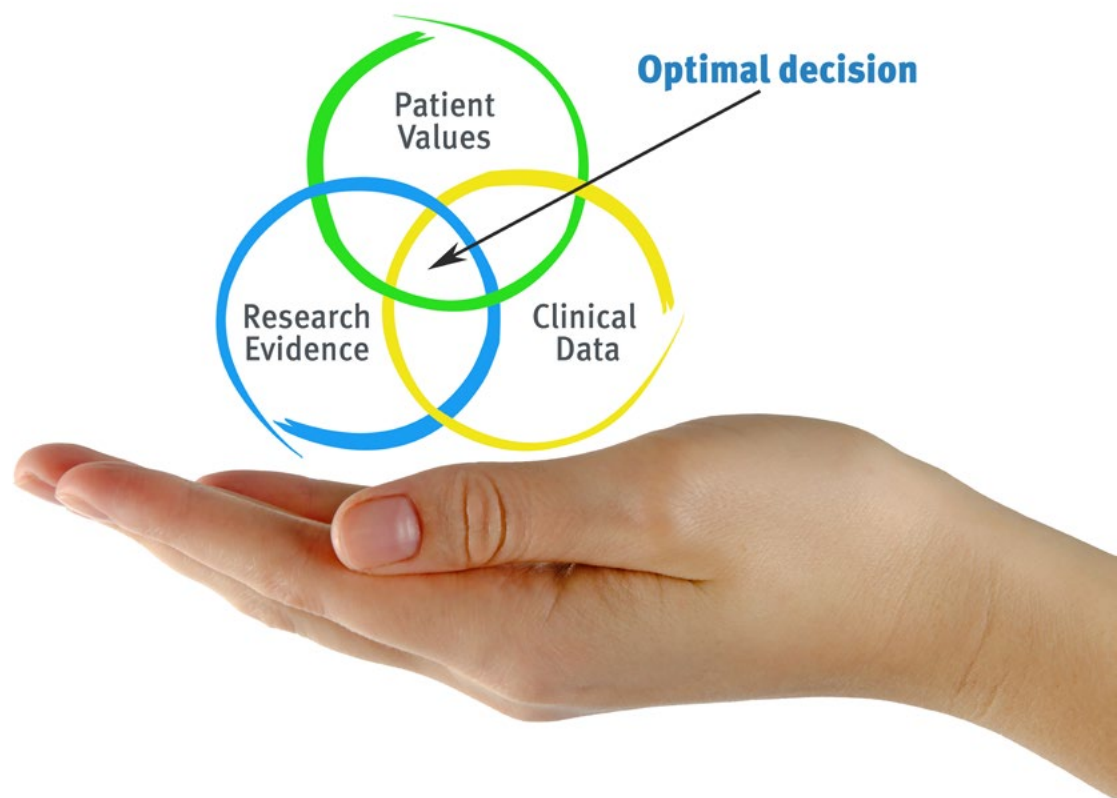 Optimal decision
Patient
Values
Research
Evidence
Clinical
Data